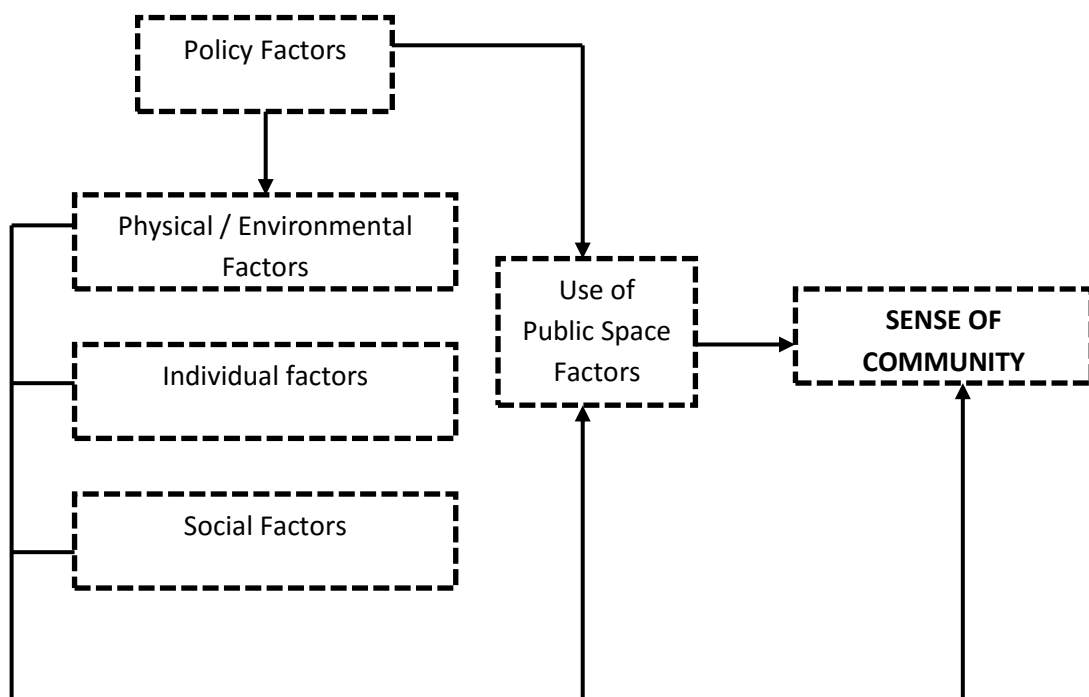 Policy Factors
Physical / Environmental
Factors
Individual factors
Social Factors
Use of
Public Space
Factors
SENSE OF
COMMUNITY